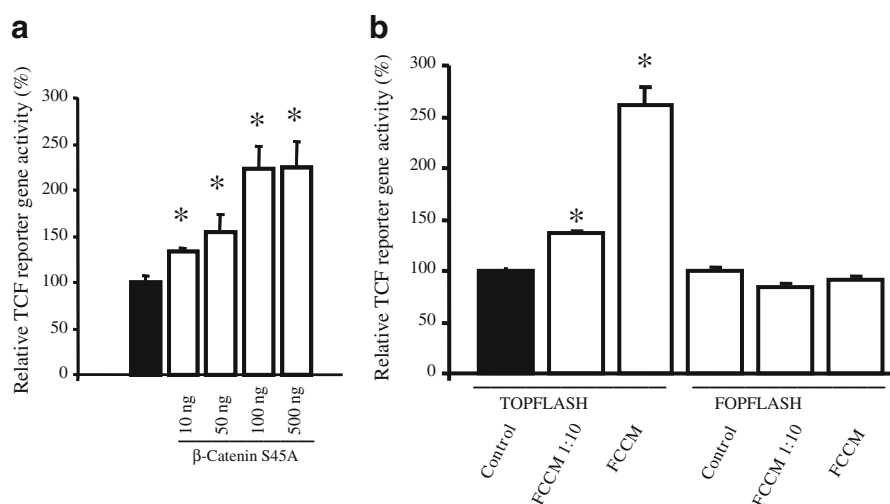 a
Relative TCF reporter gene activity (%)
300
250
200
150
100
50
0
*
*
*
*
10 ng
50 ng
100 ng
500 ng
β-Catenin S45A
b
Relative TCF reporter gene activity (%)
300
250
200
150
100
50
0
*
*
TOPFLASH
FOPFLASH
Control
FCCM 1:10
FCCM
Control
FCCM 1:10
FCCM